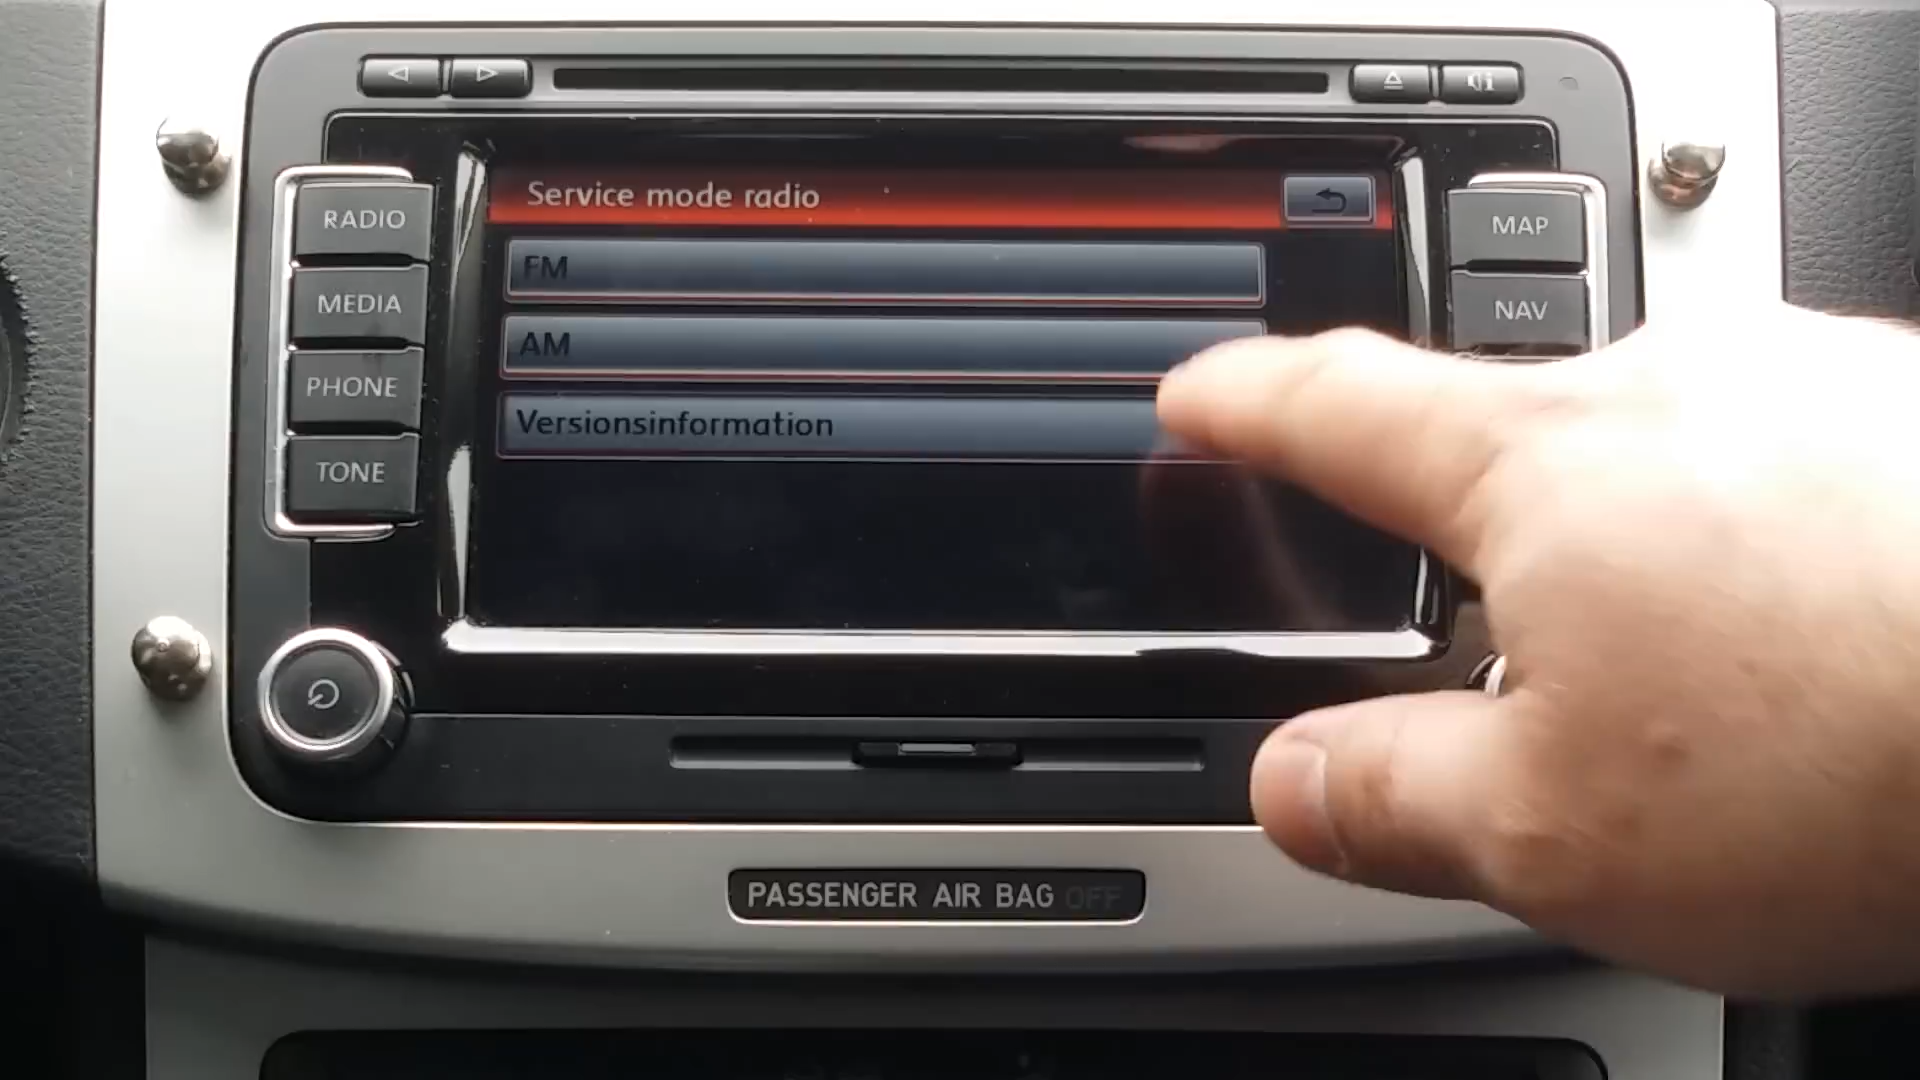 Service mode radio
RADIO
MAP
FM
MEDIA
NAV
AM
PHONE
Versionsinformation
TONE
PASSENGER AIR BAG OFF